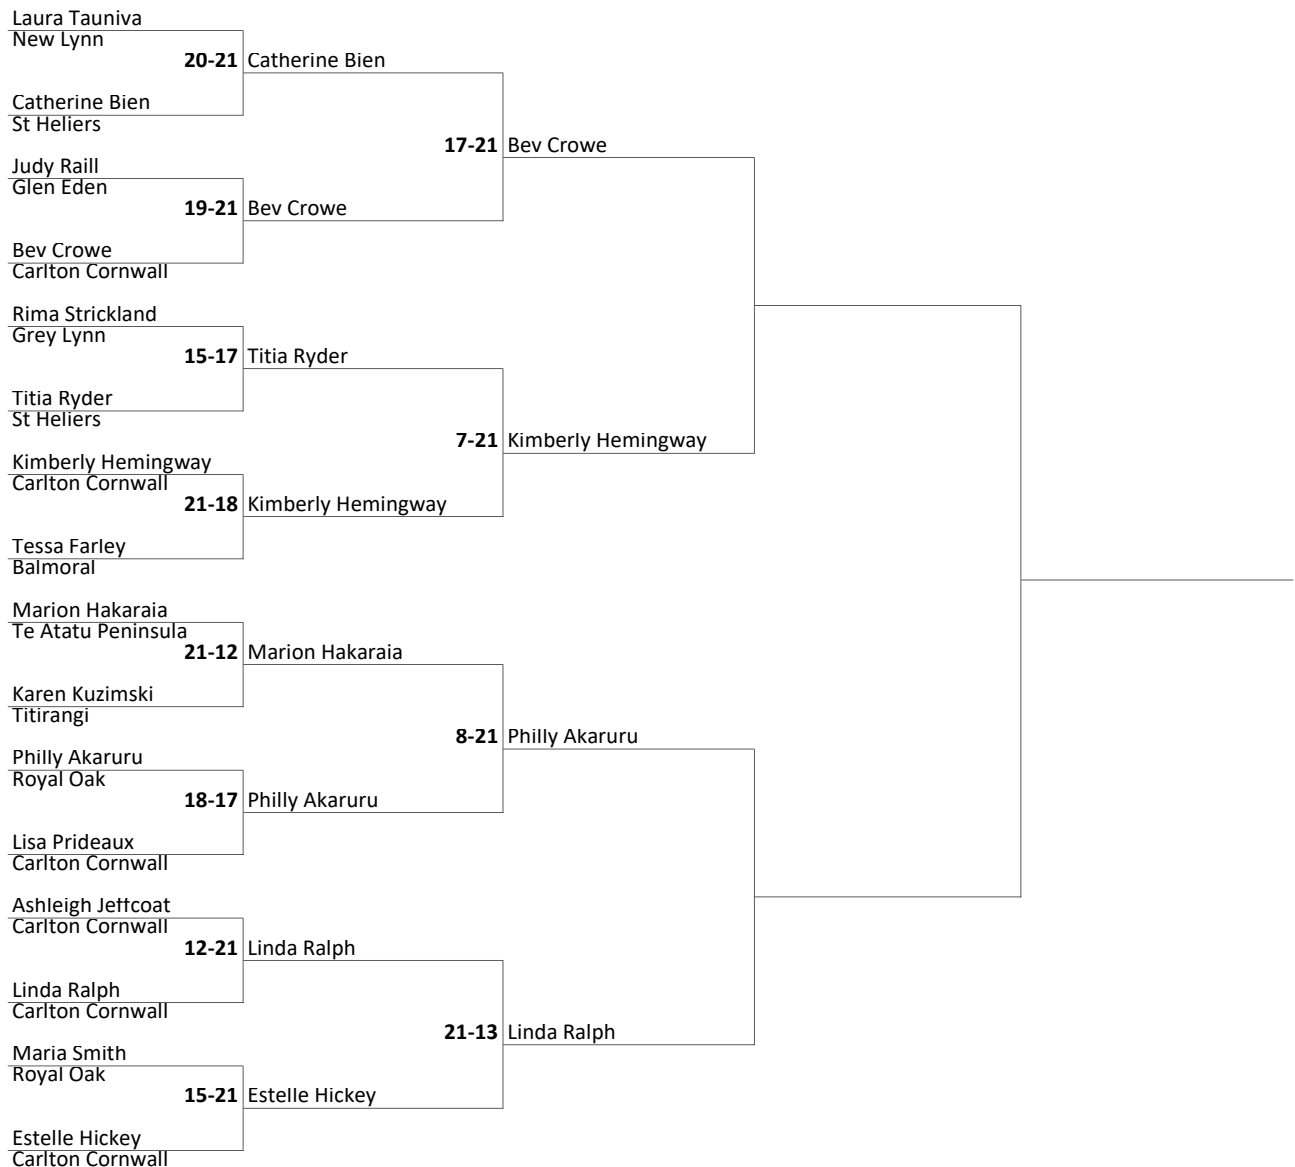 Laura Tauniva
New Lynn
20-21 Catherine Bien
Catherine Bien
St Heliers
17-21 Bev Crowe
Judy Raill
Glen Eden
19-21 Bev Crowe
Bev Crowe
Carlton Cornwall
Rima Strickland
Grey Lynn
15-17 Titia Ryder
Titia Ryder
St Heliers
7-21 Kimberly Hemingway
Kimberly Hemingway
Carlton Cornwall
21-18 Kimberly Hemingway
Tessa Farley
Balmoral
Marion Hakaraia
Te Atatu Peninsula
21-12 Marion Hakaraia
Karen Kuzimski
Titirangi
8-21 Philly Akaruru
Philly Akaruru
Royal Oak
18-17 Philly Akaruru
Lisa Prideaux
Carlton Cornwall
Ashleigh Jeffcoat
Carlton Cornwall
12-21 Linda Ralph
Linda Ralph
Carlton Cornwall
21-13 Linda Ralph
Maria Smith
Royal Oak
15-21 Estelle Hickey
Estelle Hickey
Carlton Cornwall